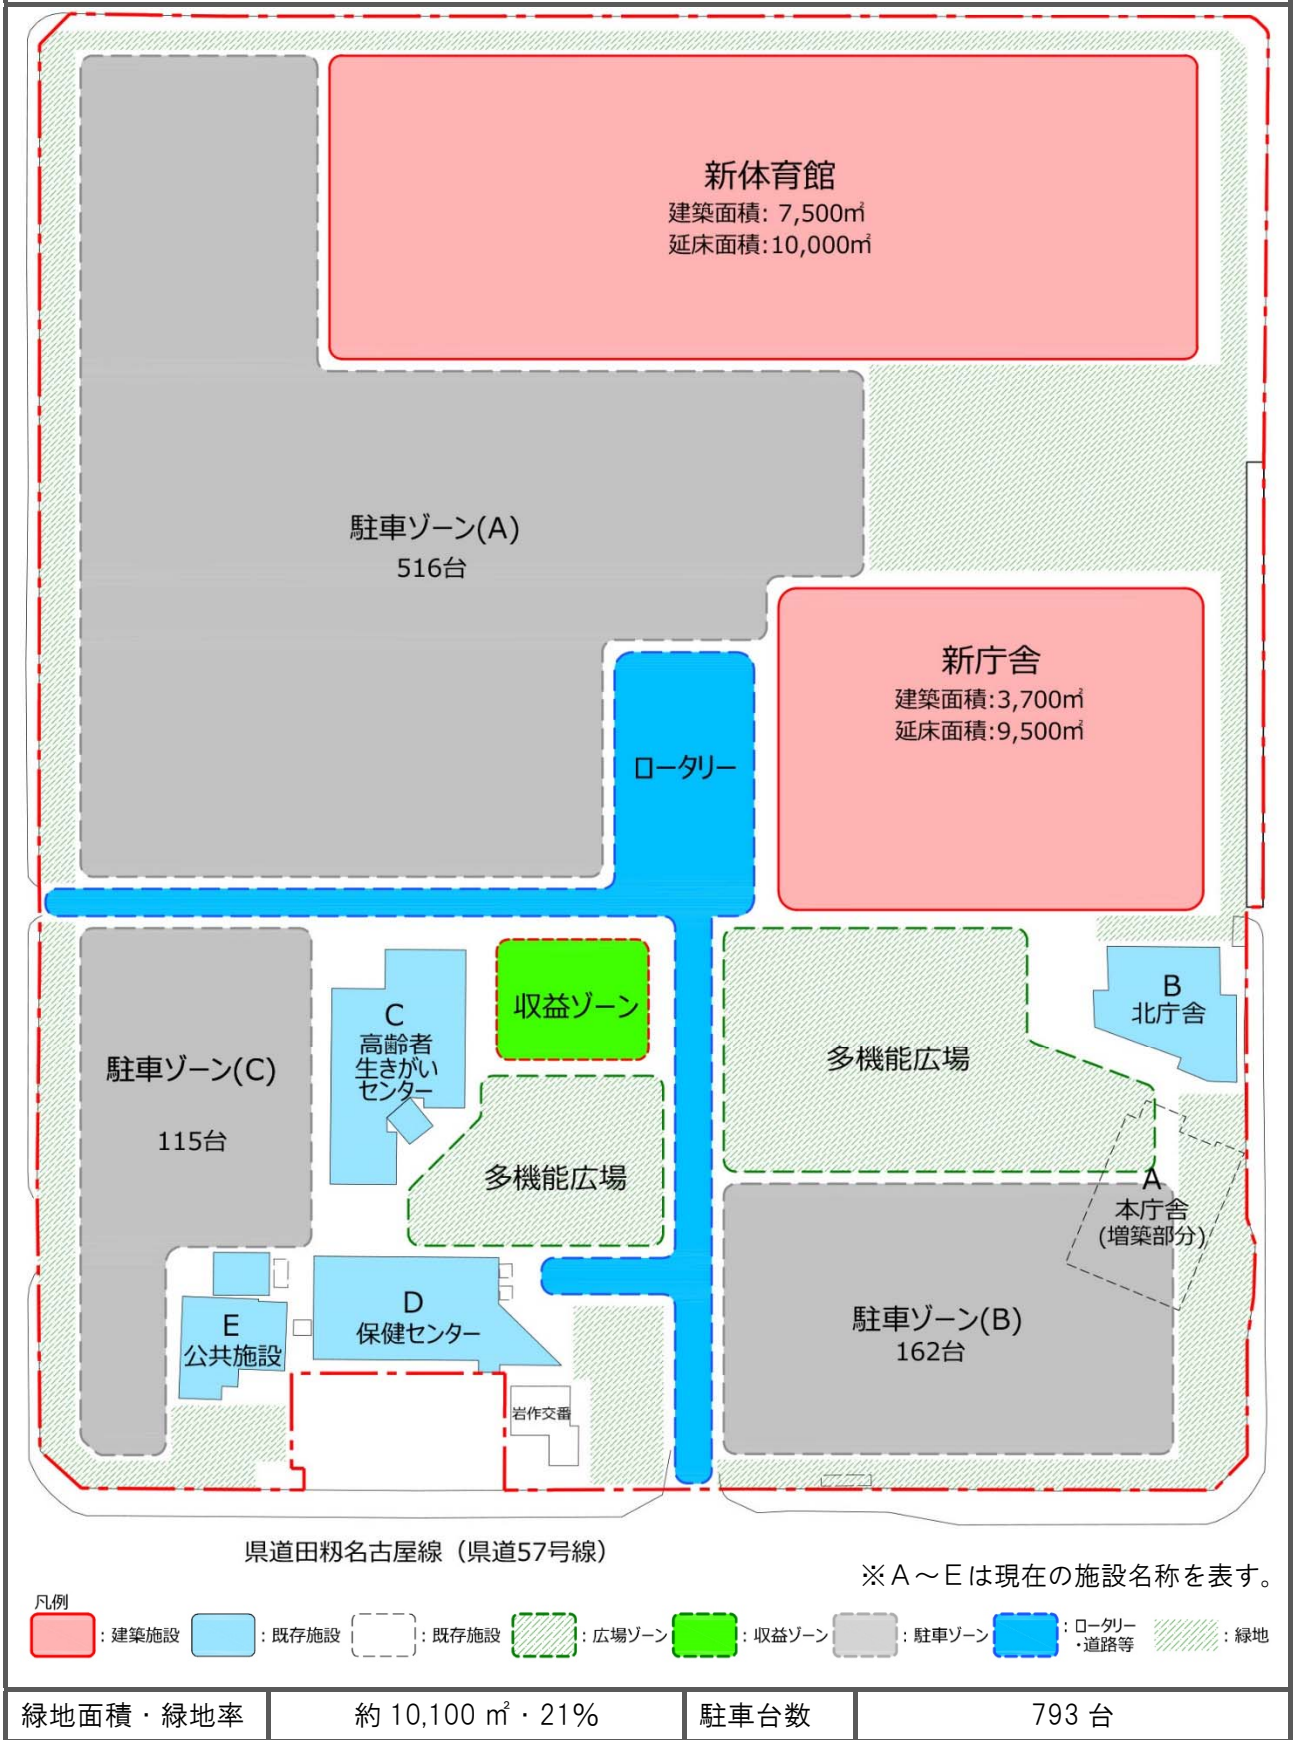 新体育館
建築面積: 7,500㎡
延床面積:10,000㎡
駐車ゾーン(A)
516台
新庁舎
建築面積:3,700㎡
延床面積:9,500㎡
ロータリー
B
北庁舎
C
高齢者
生きがい
センター
収益ゾーン
多機能広場
駐車ゾーン(C)
115台
多機能広場
A
本庁舎
(増築部分)
駐車ゾーン(B)
162台
D
保健センター
E
公共施設
岩作交番
県道田籾名古屋線（県道57号線）
※A～Eは現在の施設名称を表す。
凡例
：建築施設 ：既存施設 ：既存施設 ：広場ゾーン ：収益ゾーン ：駐車ゾーン ：ロータリー
・道路等 ：緑地
緑地面積・緑地率 約 10,100 ㎡・21% 駐車台数 793 台